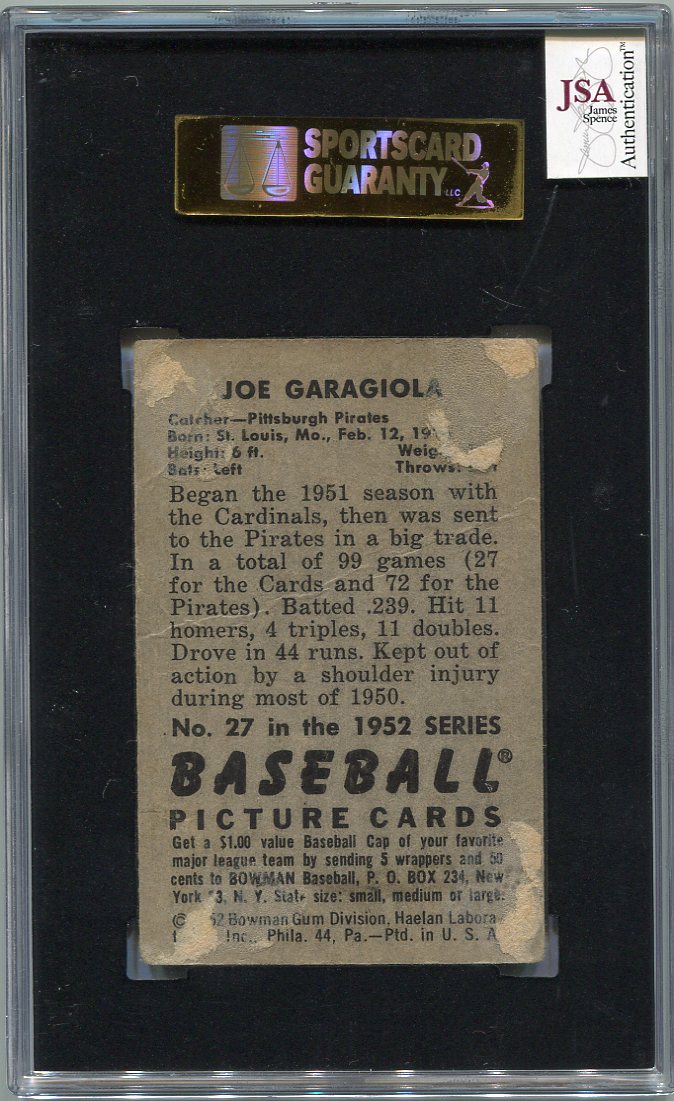 SPORTSCARD
GUARANTY LLC
JSA
James
Spence
Authentication™
JOE GARAGIOLA
Catcher—Pittsburgh Pirates
Born: St. Louis, Mo., Feb. 12, 19
Height: 6 ft. Weig
Bats: Left Throws:
Began the 1951 season with
the Cardinals, then was sent
to the Pirates in a big trade.
In a total of 99 games (27
for the Cards and 72 for the
Pirates). Batted .239. Hit 11
homers, 4 triples, 11 doubles.
Drove in 44 runs. Kept out of
action by a shoulder injury
during most of 1950.
No. 27 in the 1952 SERIES
BASEBALL®
PICTURE CARDS
Get a $1.00 value Baseball Cap of your favorite
major league team by sending 5 wrappers and 50
cents to BOWMAN Baseball, P. O. BOX 234, New
York 3, N. Y. State size: small, medium or large.
© 52 Bowman Gum Division, Haelan Labora
Inc., Phila. 44, Pa.—Ptd. in U. S. A